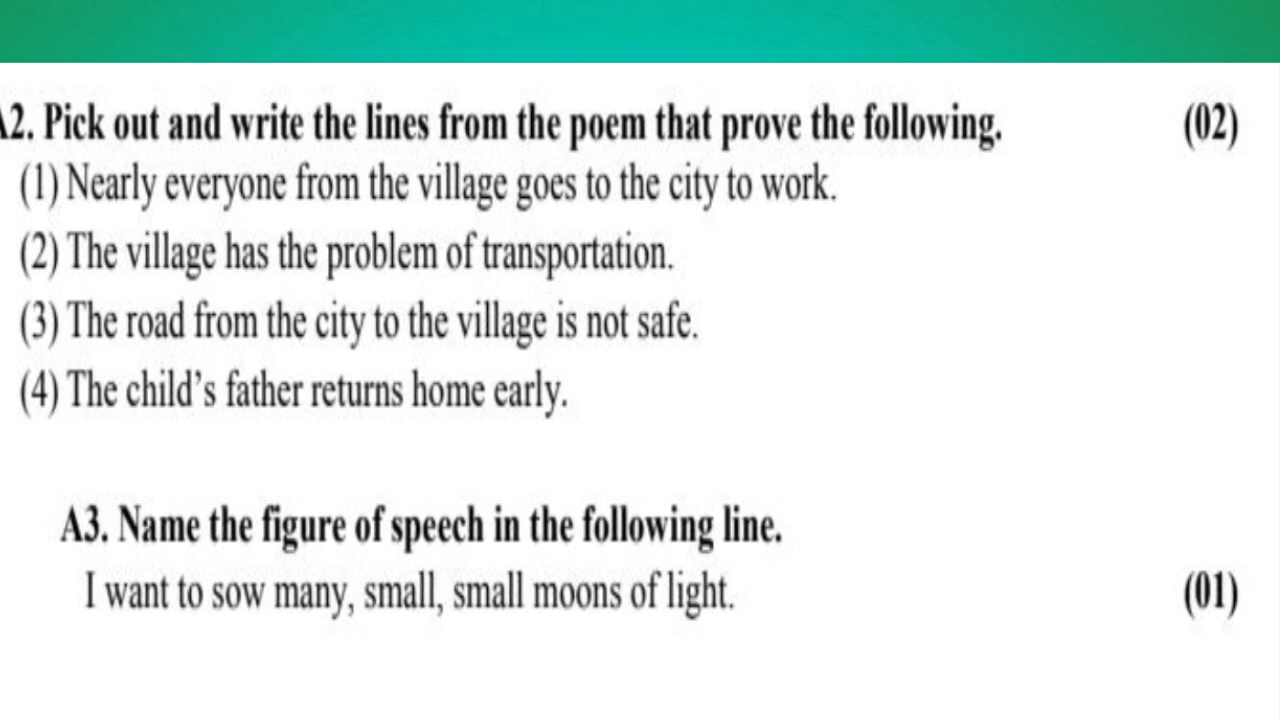 A2. Pick out and write the lines from the poem that prove the following. (02)
(1) Nearly everyone from the village goes to the city to work.
(2) The village has the problem of transportation.
(3) The road from the city to the village is not safe.
(4) The child’s father returns home early.
A3. Name the figure of speech in the following line.
I want to sow many, small, small moons of light. (01)